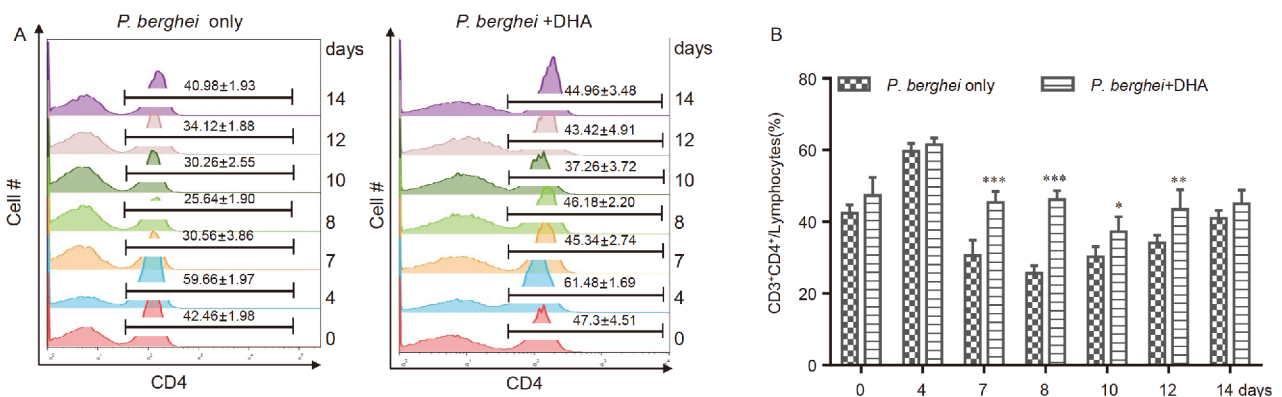 A
P. berghei only
days
40.98±1.93
14
34.12±1.88
12
30.26±2.55
10
25.64±1.90
8
30.56±3.86
7
59.66±1.97
4
42.46±1.98
0
Cell #
CD4
P. berghei +DHA
days
44.96±3.48
14
43.42±4.91
12
37.26±3.72
10
46.18±2.20
8
45.34±2.74
7
61.48±1.69
4
47.3±4.51
0
Cell #
CD4
B
P. berghei only
P. berghei+DHA
CD3⁺CD4⁺/Lymphocytes(%)
80
60
40
20
0
*** *** * **
0 4 7 8 10 12 14 days